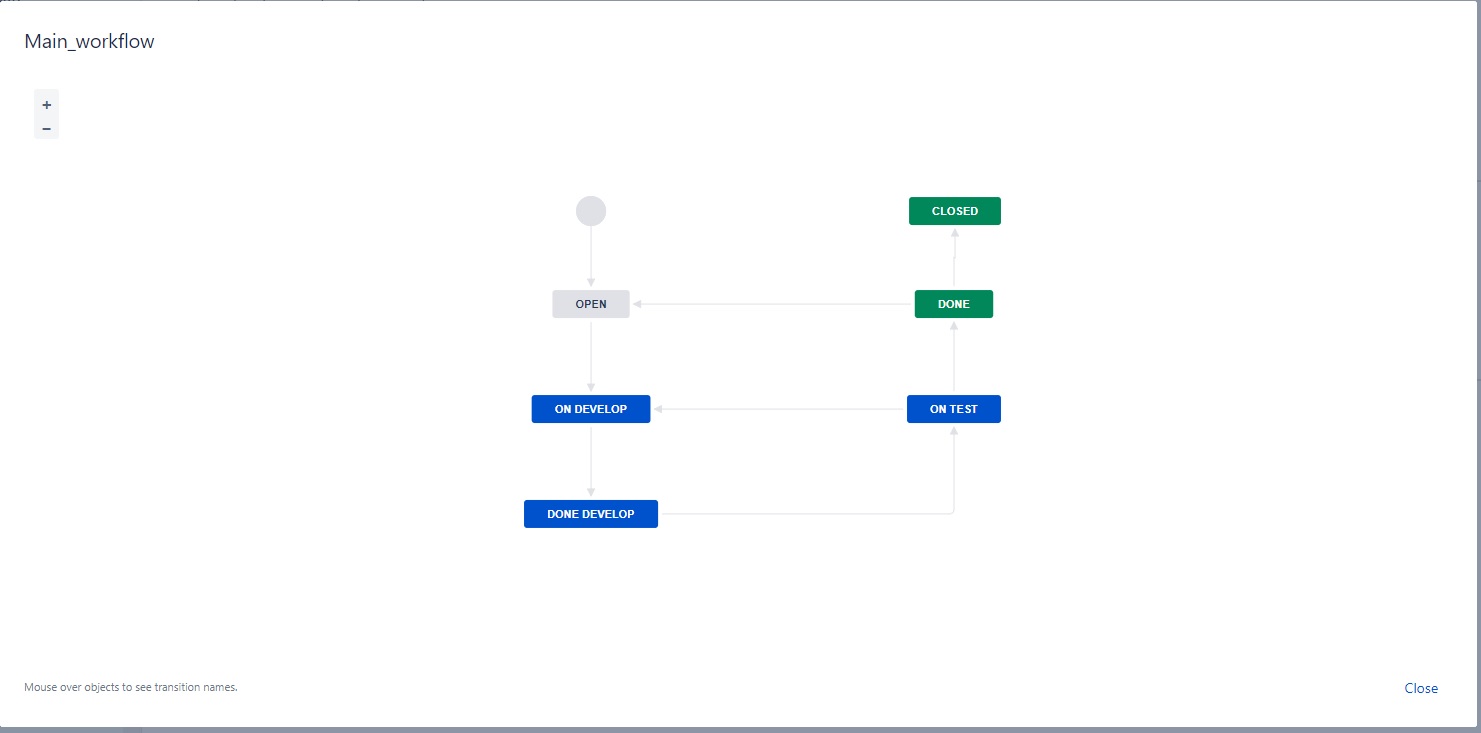 Main_workflow
+
−
CLOSED
OPEN
DONE
ON DEVELOP
ON TEST
DONE DEVELOP
Mouse over objects to see transition names.
Close